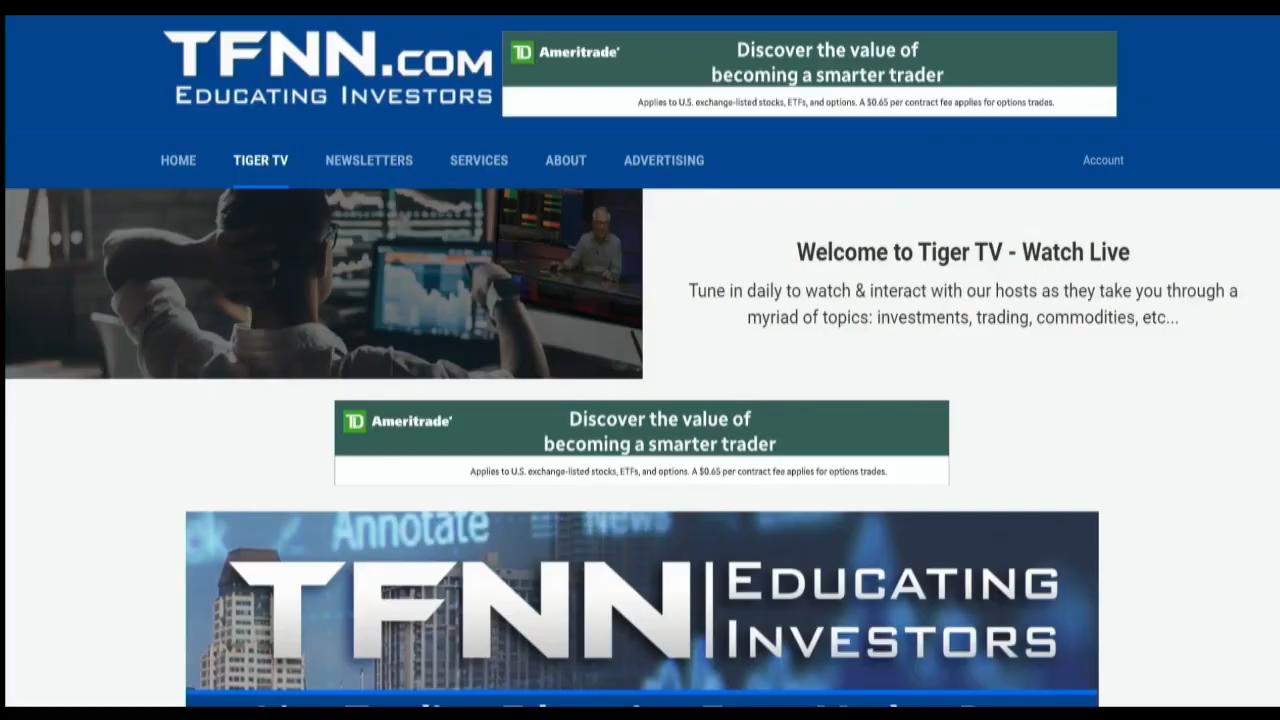 TFNN.COM
EDUCATING INVESTORS
TD Ameritrade
Discover the value of
becoming a smarter trader
Applies to U.S. exchange-listed stocks, ETFs, and options. A $0.65 per contract fee applies for options trades.
HOME TIGER TV NEWSLETTERS SERVICES ABOUT ADVERTISING Account
Welcome to Tiger TV - Watch Live
Tune in daily to watch & interact with our hosts as they take you through a
myriad of topics: investments, trading, commodities, etc...
TD Ameritrade
Discover the value of
becoming a smarter trader
Applies to U.S. exchange-listed stocks, ETFs, and options. A $0.65 per contract fee applies for options trades.
Annotate News
TFNN EDUCATING
INVESTORS